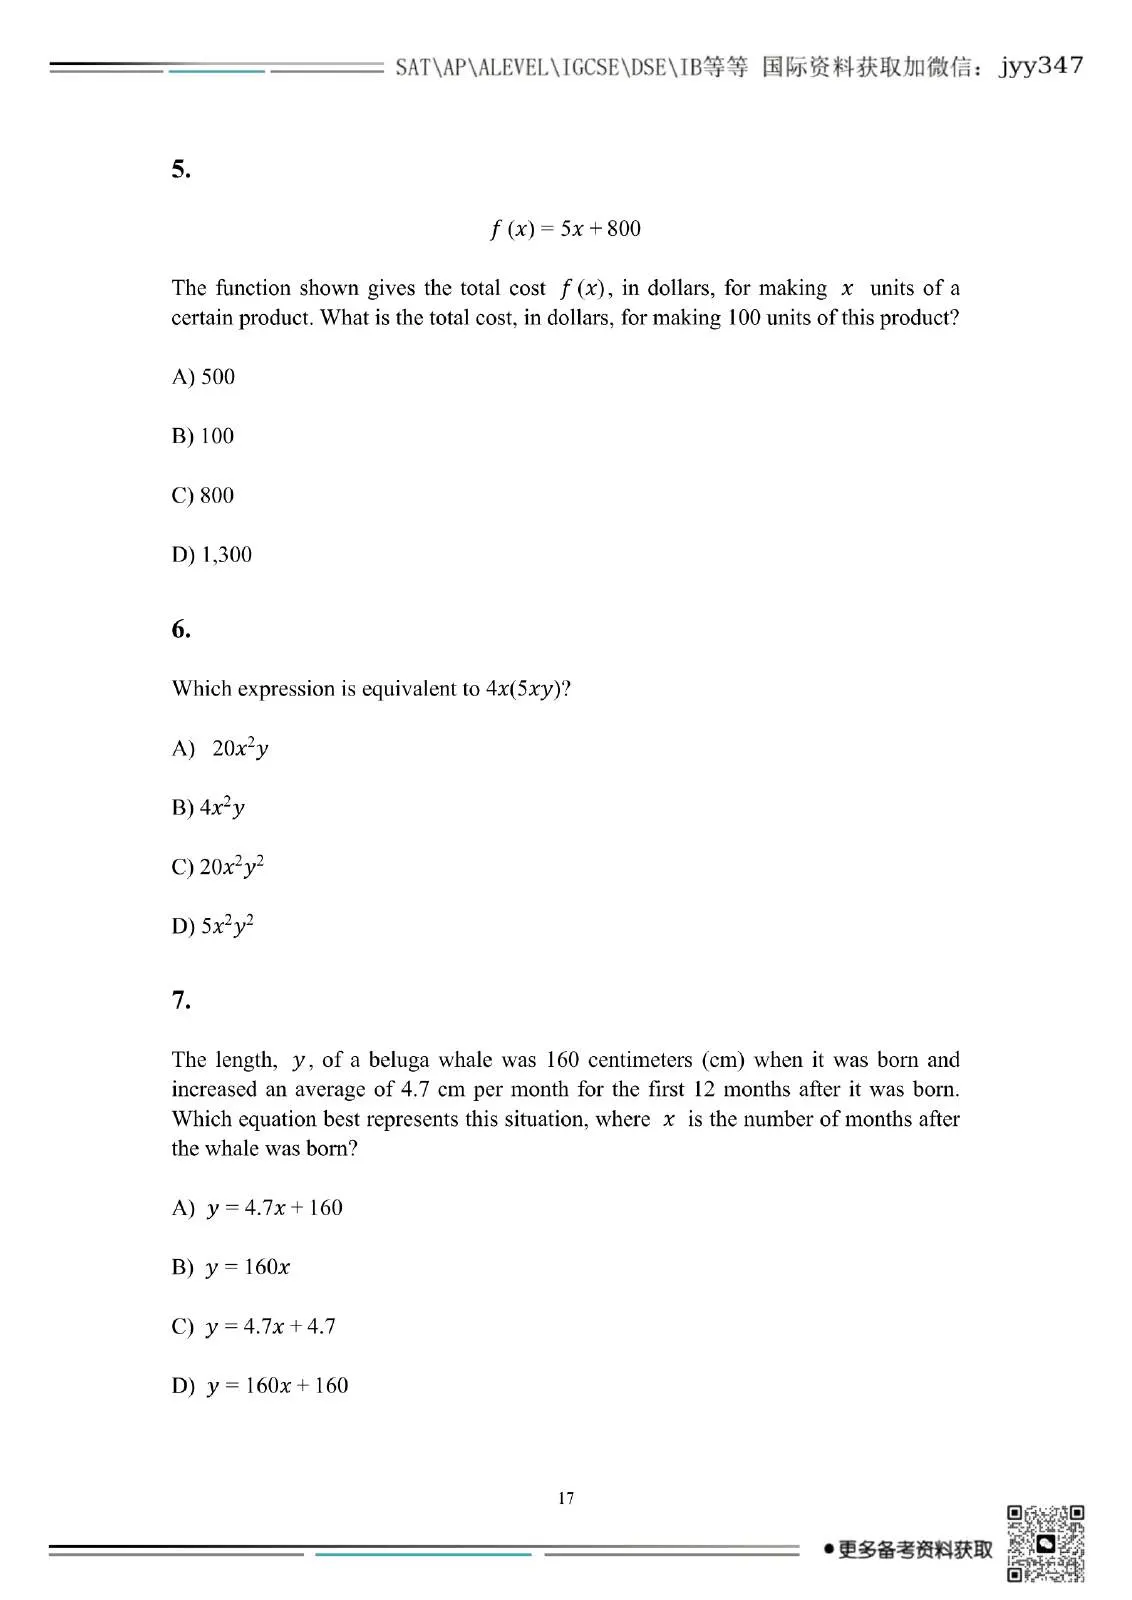 SAT\AP\ALEVEL\IGCSE\DSE\IB等等 国际资料获取加微信： jyy347
5.
f (x) = 5x + 800
The function shown gives the total cost f (x), in dollars, for making x units of a
certain product. What is the total cost, in dollars, for making 100 units of this product?
A) 500
B) 100
C) 800
D) 1,300
6.
Which expression is equivalent to 4x(5xy)?
A) 20x²y
B) 4x²y
C) 20x²y²
D) 5x²y²
7.
The length, y, of a beluga whale was 160 centimeters (cm) when it was born and
increased an average of 4.7 cm per month for the first 12 months after it was born.
Which equation best represents this situation, where x is the number of months after
the whale was born?
A) y = 4.7x + 160
B) y = 160x
C) y = 4.7x + 4.7
D) y = 160x + 160
17
●更多备考资料获取